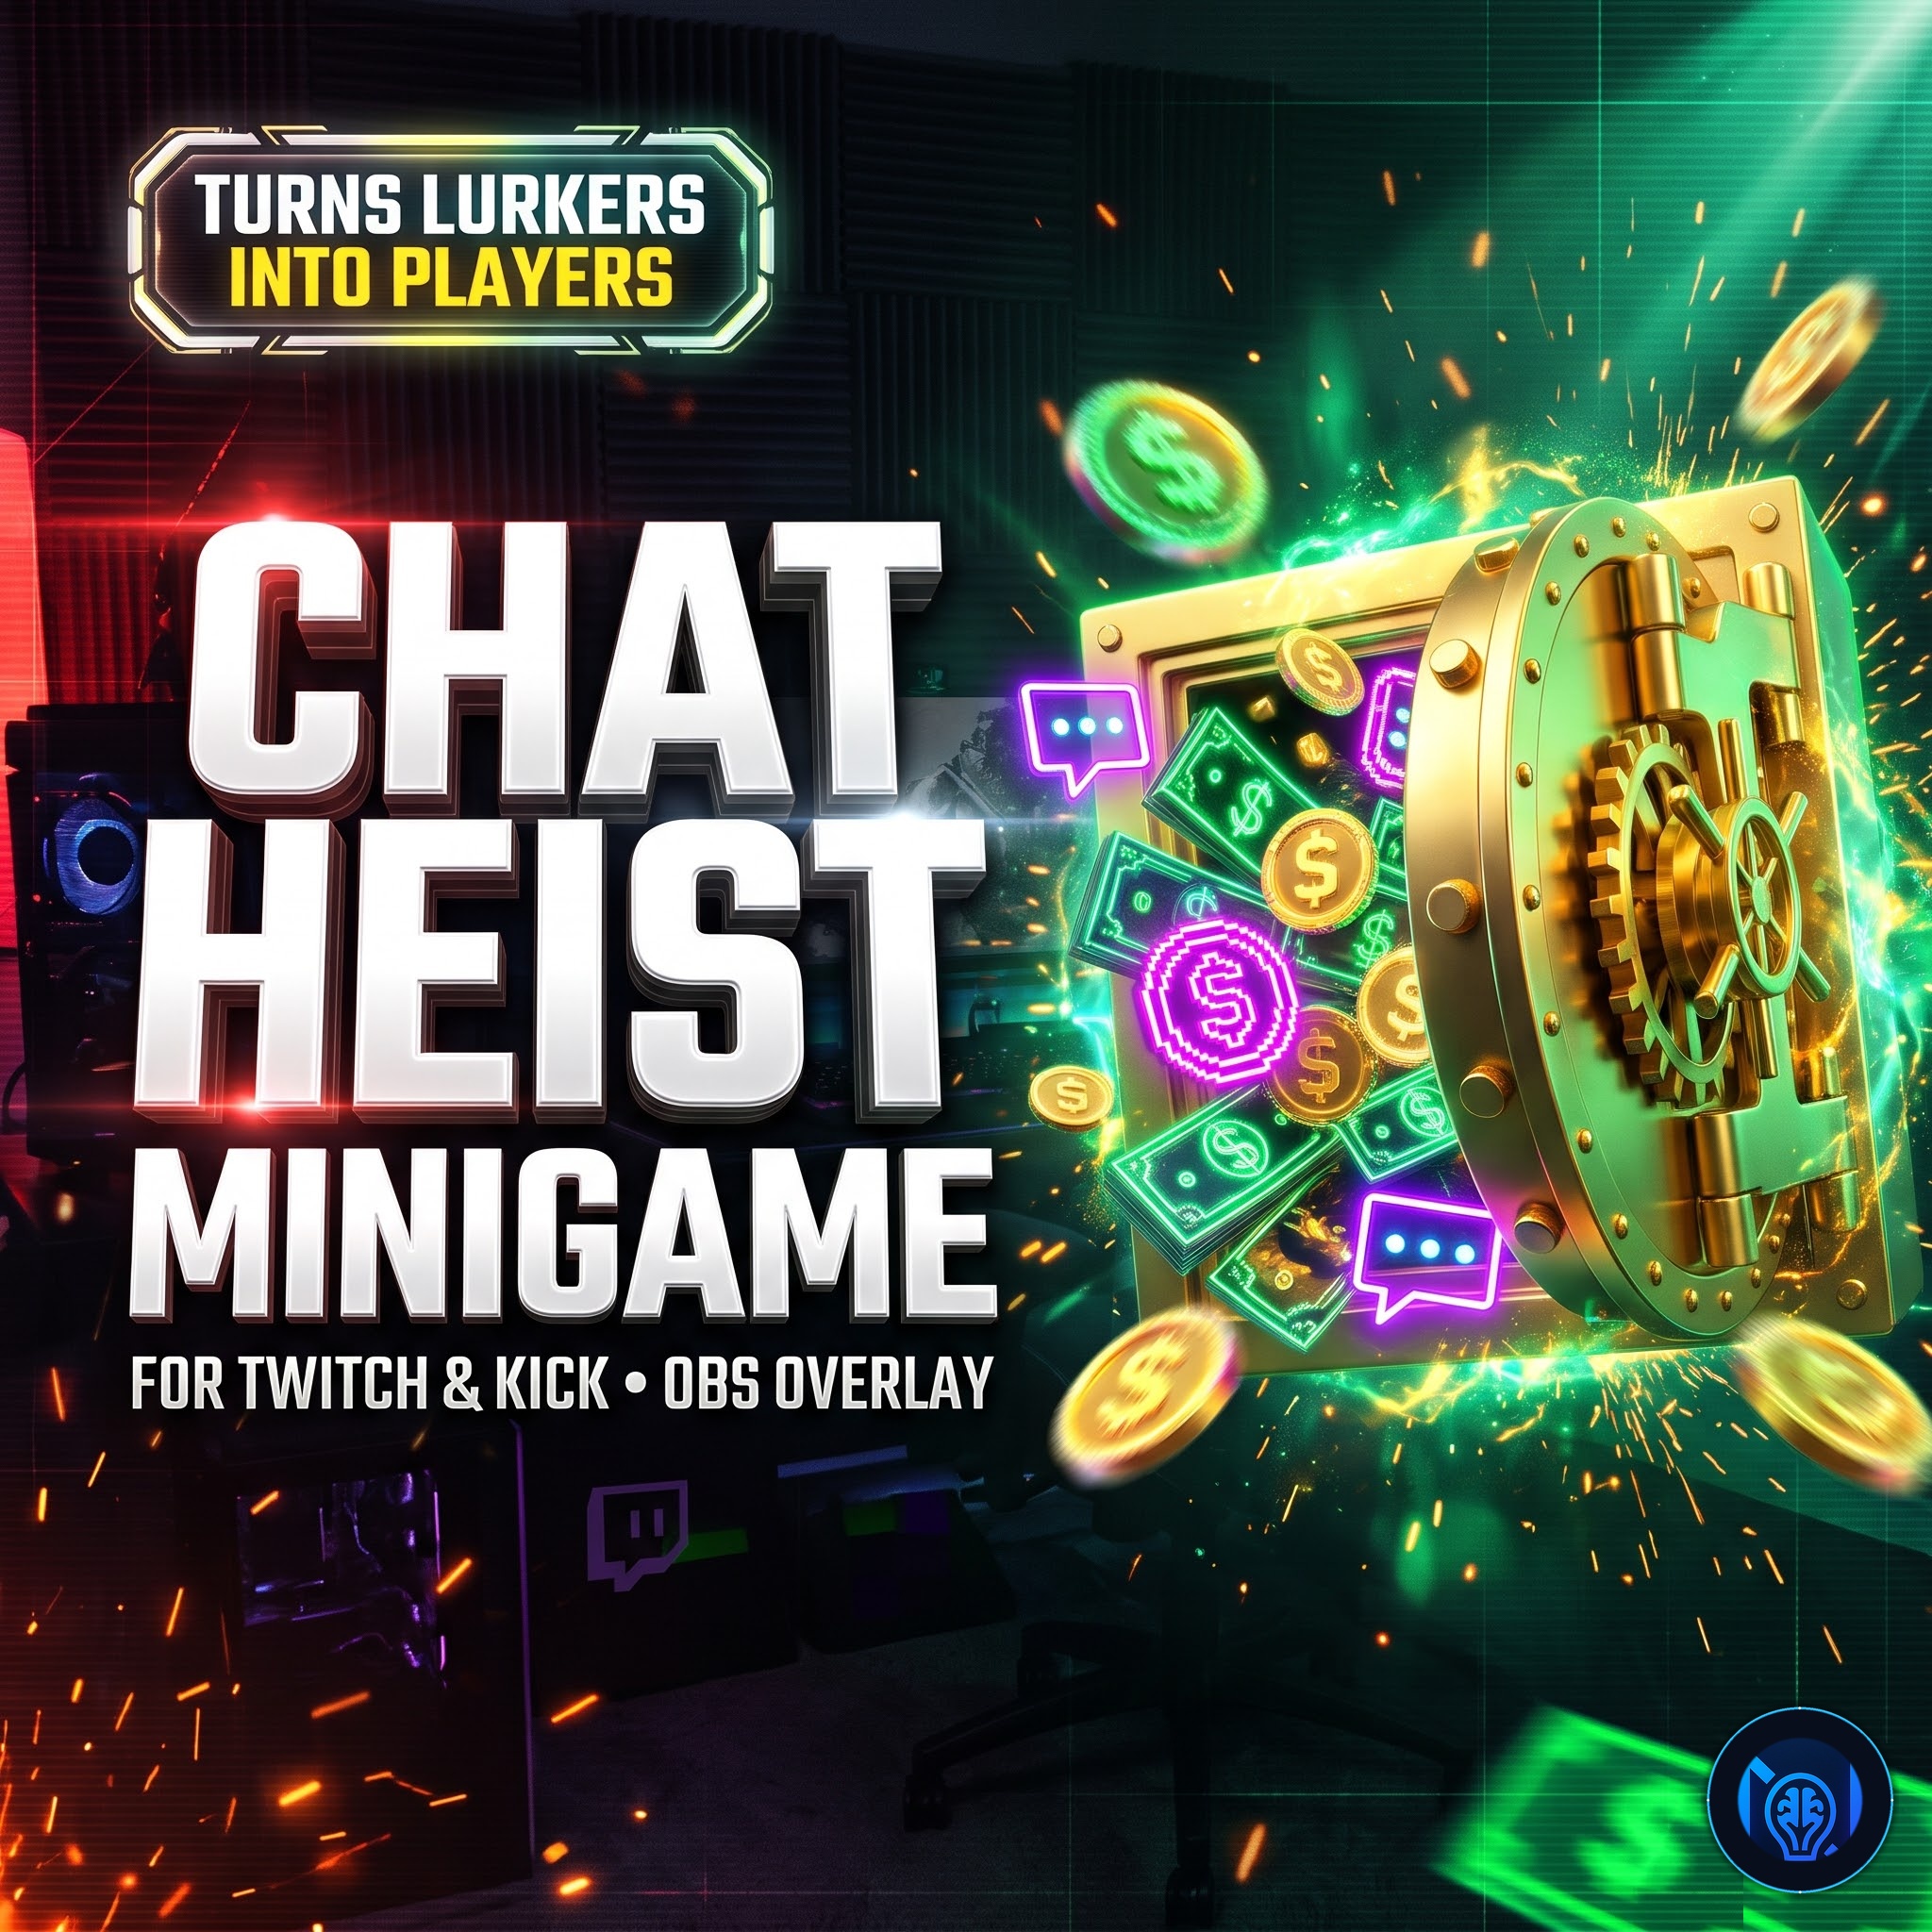 TURNS LURKERS
INTO PLAYERS
CHAT
HEIST
MINIGAME
FOR TWITCH & KICK • OBS OVERLAY